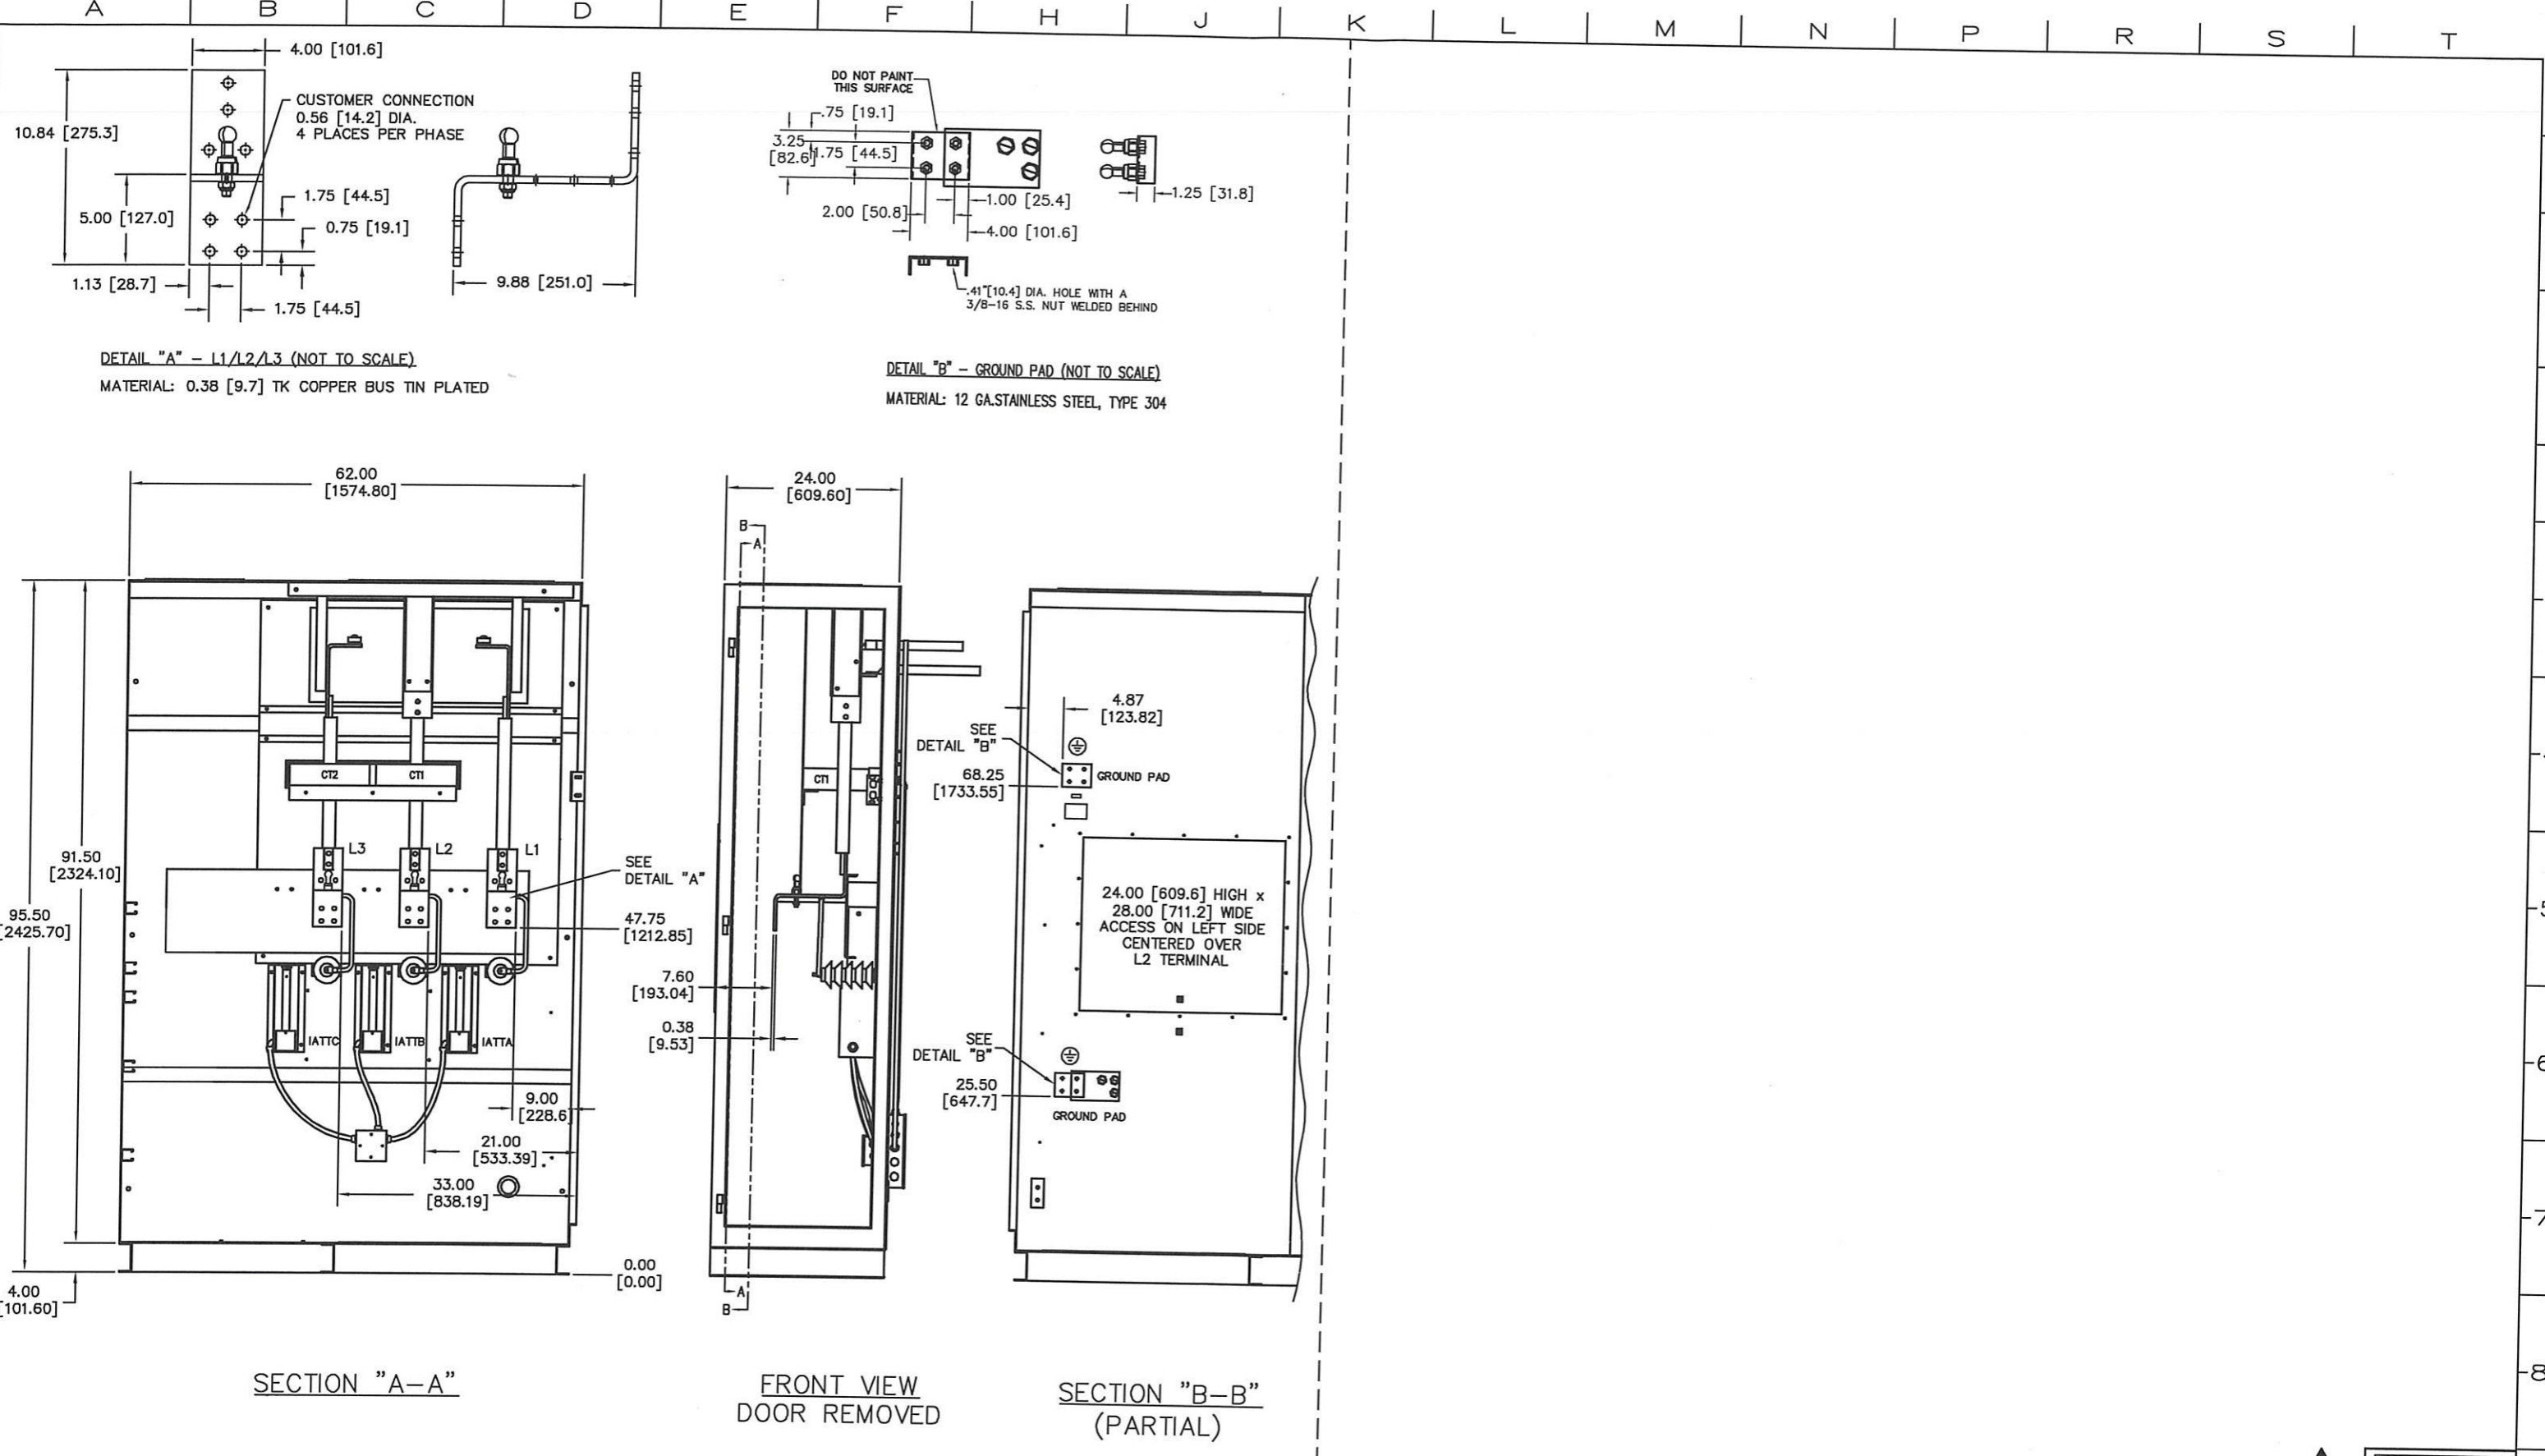 A B C D E F H J K L M N P R S T
4.00 [101.6]
10.84 [275.3]
CUSTOMER CONNECTION
0.56 [14.2] DIA.
4 PLACES PER PHASE
5.00 [127.0]
1.75 [44.5]
0.75 [19.1]
1.13 [28.7]
1.75 [44.5]
9.88 [251.0]
DETAIL "A" – L1/L2/L3 (NOT TO SCALE)
MATERIAL: 0.38 [9.7] TK COPPER BUS TIN PLATED
DO NOT PAINT
THIS SURFACE
.75 [19.1]
3.25
[82.6]
1.75 [44.5]
1.00 [25.4]
2.00 [50.8]
4.00 [101.6]
1.25 [31.8]
.41"[10.4] DIA. HOLE WITH A
3/8–16 S.S. NUT WELDED BEHIND
DETAIL "B" – GROUND PAD (NOT TO SCALE)
MATERIAL: 12 GA.STAINLESS STEEL, TYPE 304
62.00
[1574.80]
91.50
[2324.10]
95.50
[2425.70]
4.00
[101.60]
CT2
CT1
L3
L2
L1
SEE
DETAIL "A"
47.75
[1212.85]
IATTC
IATTB
IATTA
9.00
[228.6]
21.00
[533.39]
33.00
[838.19]
0.00
[0.00]
SECTION "A–A"
24.00
[609.60]
B
A
CT1
7.60
[193.04]
0.38
[9.53]
A
B
FRONT VIEW
DOOR REMOVED
4.87
[123.82]
SEE
DETAIL "B"
68.25
[1733.55]
GROUND PAD
24.00 [609.6] HIGH x
28.00 [711.2] WIDE
ACCESS ON LEFT SIDE
CENTERED OVER
L2 TERMINAL
SEE
DETAIL "B"
25.50
[647.7]
GROUND PAD
SECTION "B–B"
(PARTIAL)
5
6
7
8